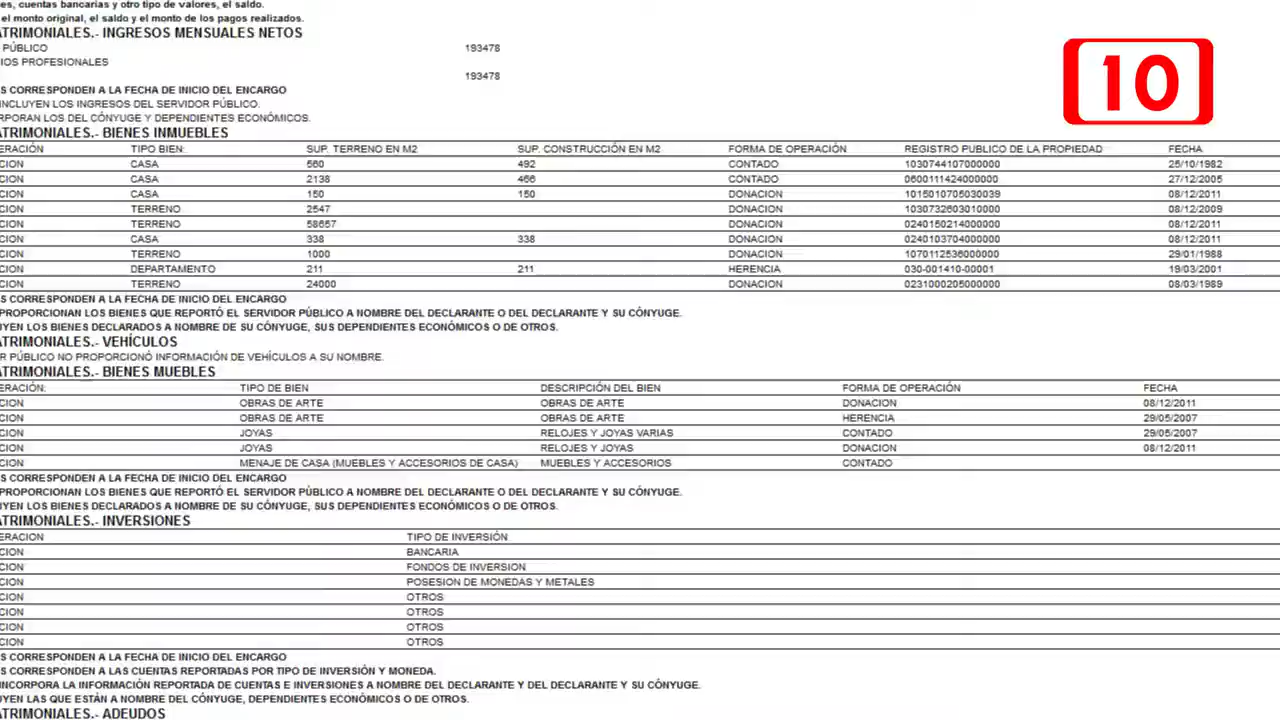 es, cuentas bancarias y otro tipo de valores, el saldo.
el monto original, el saldo y el monto de los pagos realizados.
ATRIMONIALES.- INGRESOS MENSUALES NETOS
PÚBLICO 193478
IOS PROFESIONALES
193478
S CORRESPONDEN A LA FECHA DE INICIO DEL ENCARGO
INCLUYEN LOS INGRESOS DEL SERVIDOR PÚBLICO.
RPORAN LOS DEL CÓNYUGE Y DEPENDIENTES ECONÓMICOS.
10
ATRIMONIALES.- BIENES INMUEBLES
ERACIÓN TIPO BIEN: SUP. TERRENO EN M2 SUP. CONSTRUCCIÓN EN M2 FORMA DE OPERACIÓN REGISTRO PUBLICO DE LA PROPIEDAD FECHA
CION CASA 560 492 CONTADO 1030744107000000 25/10/1982
CION CASA 2138 466 CONTADO 0600111424000000 27/12/2005
CION CASA 150 150 DONACION 1015010705030039 08/12/2011
CION TERRENO 2547 DONACION 1030732603010000 08/12/2009
CION TERRENO 58657 DONACION 0240150214000000 08/12/2011
CION CASA 338 338 DONACION 0240103704000000 08/12/2011
CION TERRENO 1000 DONACION 1070112536000000 29/01/1988
CION DEPARTAMENTO 211 211 HERENCIA 030-001410-00001 19/03/2001
CION TERRENO 24000 DONACION 0231000205000000 08/03/1989
S CORRESPONDEN A LA FECHA DE INICIO DEL ENCARGO
PROPORCIONAN LOS BIENES QUE REPORTÓ EL SERVIDOR PÚBLICO A NOMBRE DEL DECLARANTE O DEL DECLARANTE Y SU CÓNYUGE.
YEN LOS BIENES DECLARADOS A NOMBRE DE SU CÓNYUGE, SUS DEPENDIENTES ECONÓMICOS O DE OTROS.
ATRIMONIALES.- VEHÍCULOS
R PÚBLICO NO PROPORCIONÓ INFORMACIÓN DE VEHÍCULOS A SU NOMBRE.
ATRIMONIALES.- BIENES MUEBLES
ERACIÓN: TIPO DE BIEN DESCRIPCIÓN DEL BIEN FORMA DE OPERACIÓN FECHA
CION OBRAS DE ARTE OBRAS DE ARTE DONACION 08/12/2011
CION OBRAS DE ARTE OBRAS DE ARTE HERENCIA 29/05/2007
CION JOYAS RELOJES Y JOYAS VARIAS CONTADO 29/05/2007
CION JOYAS RELOJES Y JOYAS DONACION 08/12/2011
CION MENAJE DE CASA (MUEBLES Y ACCESORIOS DE CASA) MUEBLES Y ACCESORIOS CONTADO
S CORRESPONDEN A LA FECHA DE INICIO DEL ENCARGO
PROPORCIONAN LOS BIENES QUE REPORTÓ EL SERVIDOR PÚBLICO A NOMBRE DEL DECLARANTE O DEL DECLARANTE Y SU CÓNYUGE.
YEN LOS BIENES DECLARADOS A NOMBRE DE SU CÓNYUGE, SUS DEPENDIENTES ECONÓMICOS O DE OTROS.
ATRIMONIALES.- INVERSIONES
ERACION TIPO DE INVERSIÓN
CION BANCARIA
CION FONDOS DE INVERSION
CION POSESION DE MONEDAS Y METALES
CION OTROS
CION OTROS
CION OTROS
CION OTROS
S CORRESPONDEN A LA FECHA DE INICIO DEL ENCARGO
S CORRESPONDEN A LAS CUENTAS REPORTADAS POR TIPO DE INVERSIÓN Y MONEDA.
INCORPORA LA INFORMACIÓN REPORTADA DE CUENTAS E INVERSIONES A NOMBRE DEL DECLARANTE Y DEL DECLARANTE Y SU CÓNYUGE.
UYEN LAS QUE ESTÁN A NOMBRE DEL CÓNYUGE, DEPENDIENTES ECONÓMICOS O DE OTROS.
ATRIMONIALES.- ADEUDOS